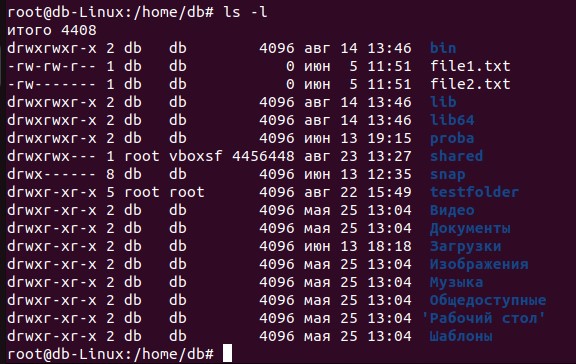 root@db-Linux:/home/db# ls -l
итого 4408
drwxrwxr-x 2 db   db        4096 авг 14 13:46  bin
-rw-rw-r-- 1 db   db           0 июн  5 11:51  file1.txt
-rw------- 1 db   db           0 июн  5 11:51  file2.txt
drwxrwxr-x 2 db   db        4096 авг 14 13:46  lib
drwxrwxr-x 2 db   db        4096 авг 14 13:46  lib64
drwxrwxr-x 2 db   db        4096 июн 13 19:15  proba
drwxrwx--- 1 root vboxsf 4456448 авг 23 13:27  shared
drwx------ 8 db   db        4096 июн 13 12:35  snap
drwxr-xr-x 5 root root      4096 авг 22 15:49  testfolder
drwxr-xr-x 2 db   db        4096 мая 25 13:04  Видео
drwxr-xr-x 2 db   db        4096 мая 25 13:04  Документы
drwxr-xr-x 2 db   db        4096 июн 13 18:18  Загрузки
drwxr-xr-x 2 db   db        4096 мая 25 13:04  Изображения
drwxr-xr-x 2 db   db        4096 мая 25 13:04  Музыка
drwxr-xr-x 2 db   db        4096 мая 25 13:04  Общедоступные
drwxr-xr-x 2 db   db        4096 мая 25 13:04 'Рабочий стол'
drwxr-xr-x 2 db   db        4096 мая 25 13:04  Шаблоны
root@db-Linux:/home/db#